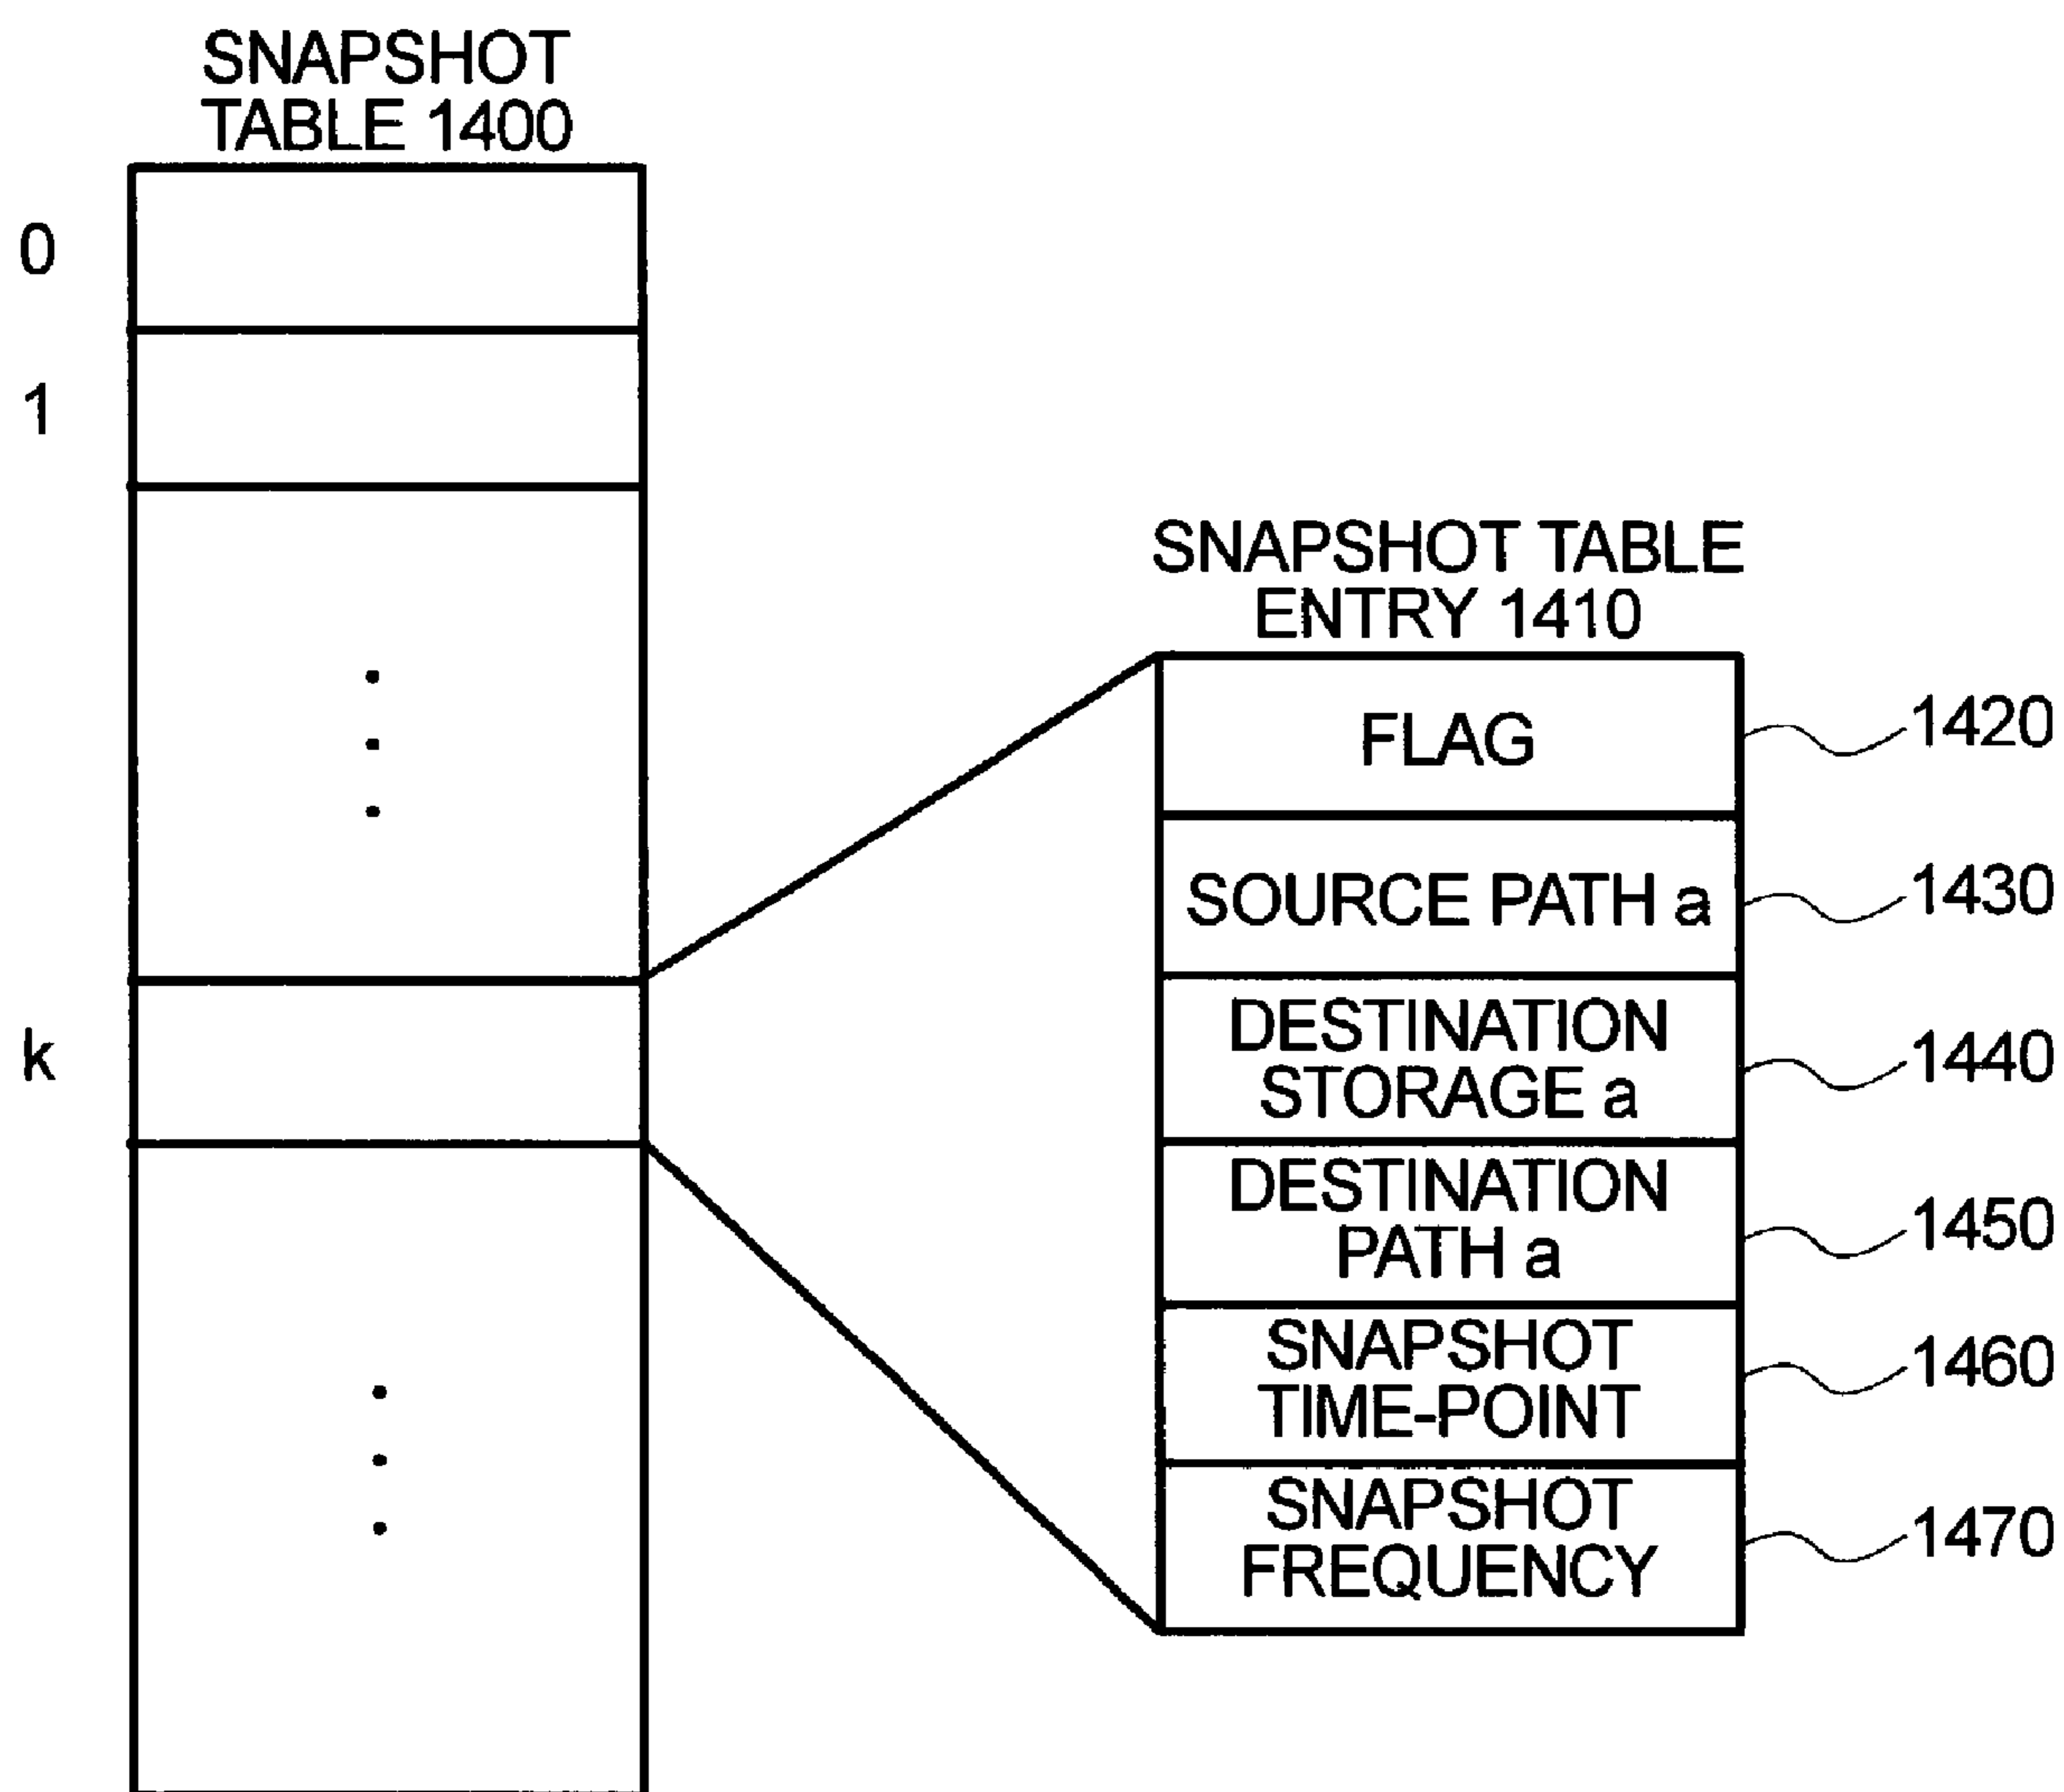 SNAPSHOT
TABLE 1400
0
1
k
SNAPSHOT TABLE
ENTRY 1410
FLAG
1420
SOURCE PATH a
1430
DESTINATION
STORAGE a
1440
DESTINATION
PATH a
1450
SNAPSHOT
TIME-POINT
1460
SNAPSHOT
FREQUENCY
1470